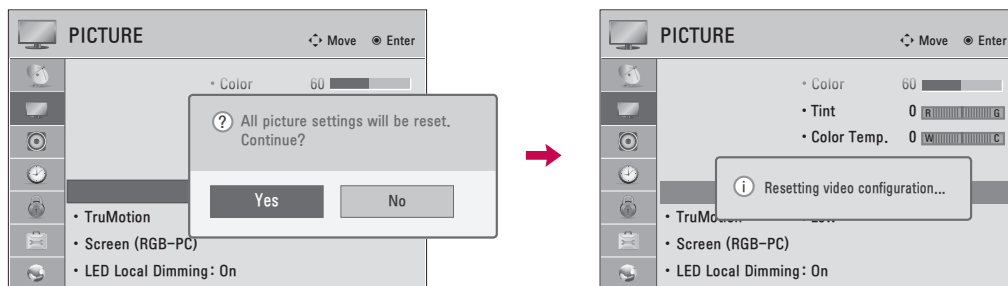 PICTURE
Move Enter
• Color 60
? All picture settings will be reset.
Continue?
Yes No
• TruMotion
• Screen (RGB-PC)
• LED Local Dimming: On
PICTURE
Move Enter
• Color 60
• Tint 0 R G
• Color Temp. 0 W C
i Resetting video configuration...
• TruMotion
• Screen (RGB-PC)
• LED Local Dimming: On